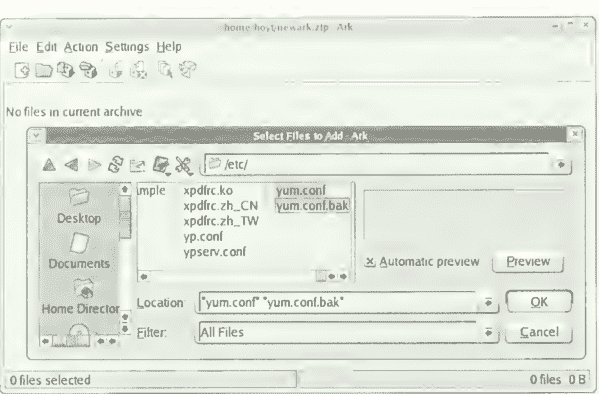 home/hoyt/newark.zip - Ark
File Edit Action Settings Help
No files in current archive
Select Files to Add - Ark
/etc/
Desktop
Documents
Home Director
mple
xpdfrc.ko
xpdfrc.zh_CN
xpdfrc.zh_TW
yp.conf
ypserv.conf
yum.conf
yum.conf.bak
Automatic preview
Preview
Location: "yum.conf" "yum.conf.bak"
OK
Filter: All Files
Cancel
0 files selected
0 files 0 B